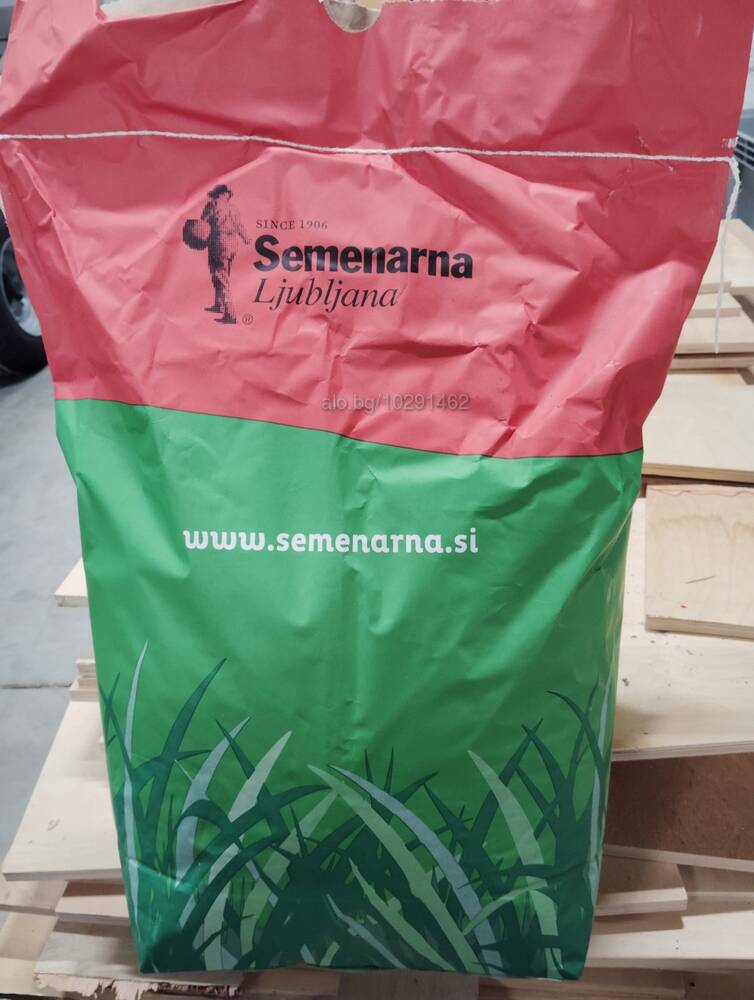 SINCE 1906
Semenarna
Ljubljana
®
alo.bg/10291462
www.semenarna.si